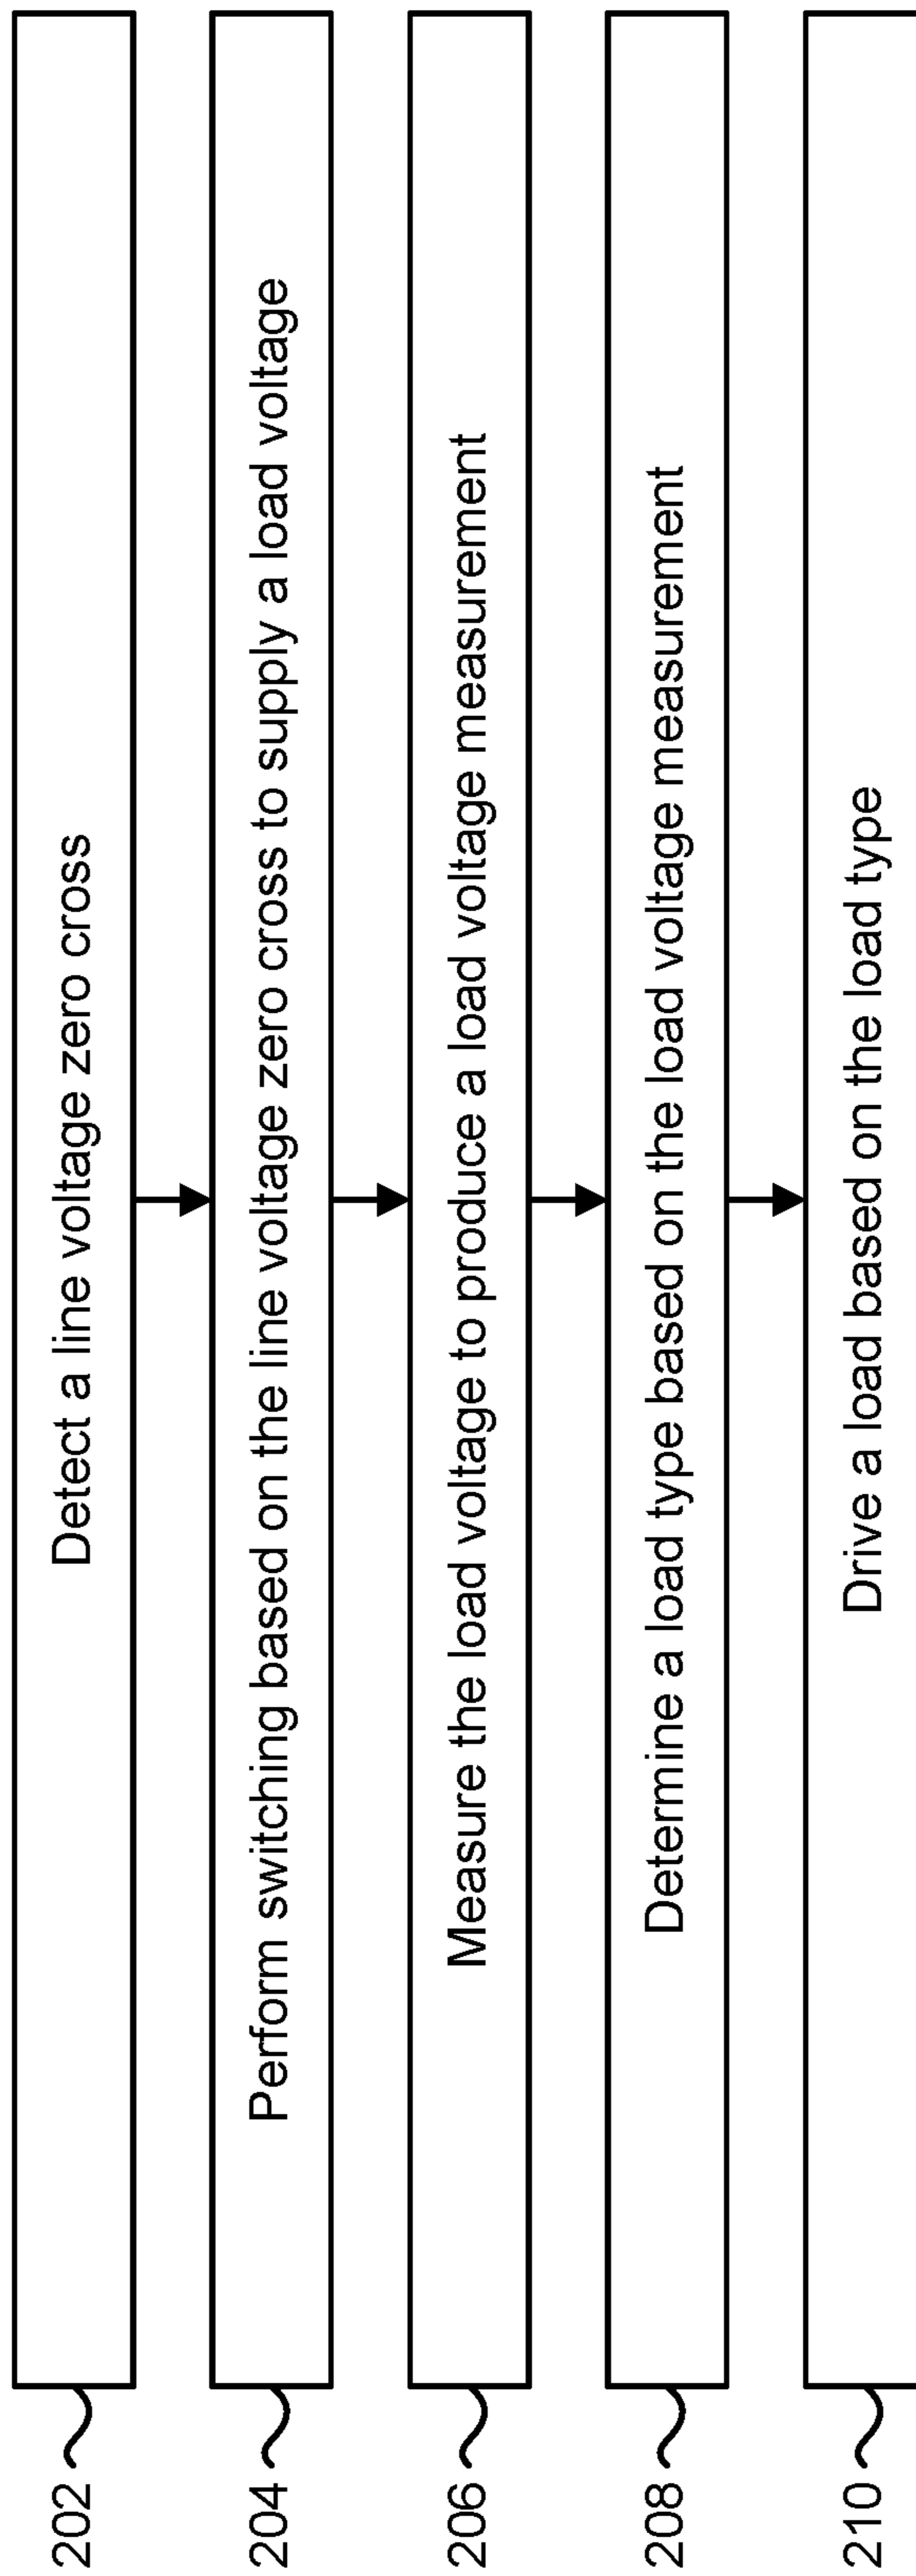 202
Detect a line voltage zero cross
204
Perform switching based on the line voltage zero cross to supply a load voltage
206
Measure the load voltage to produce a load voltage measurement
208
Determine a load type based on the load voltage measurement
210
Drive a load based on the load type